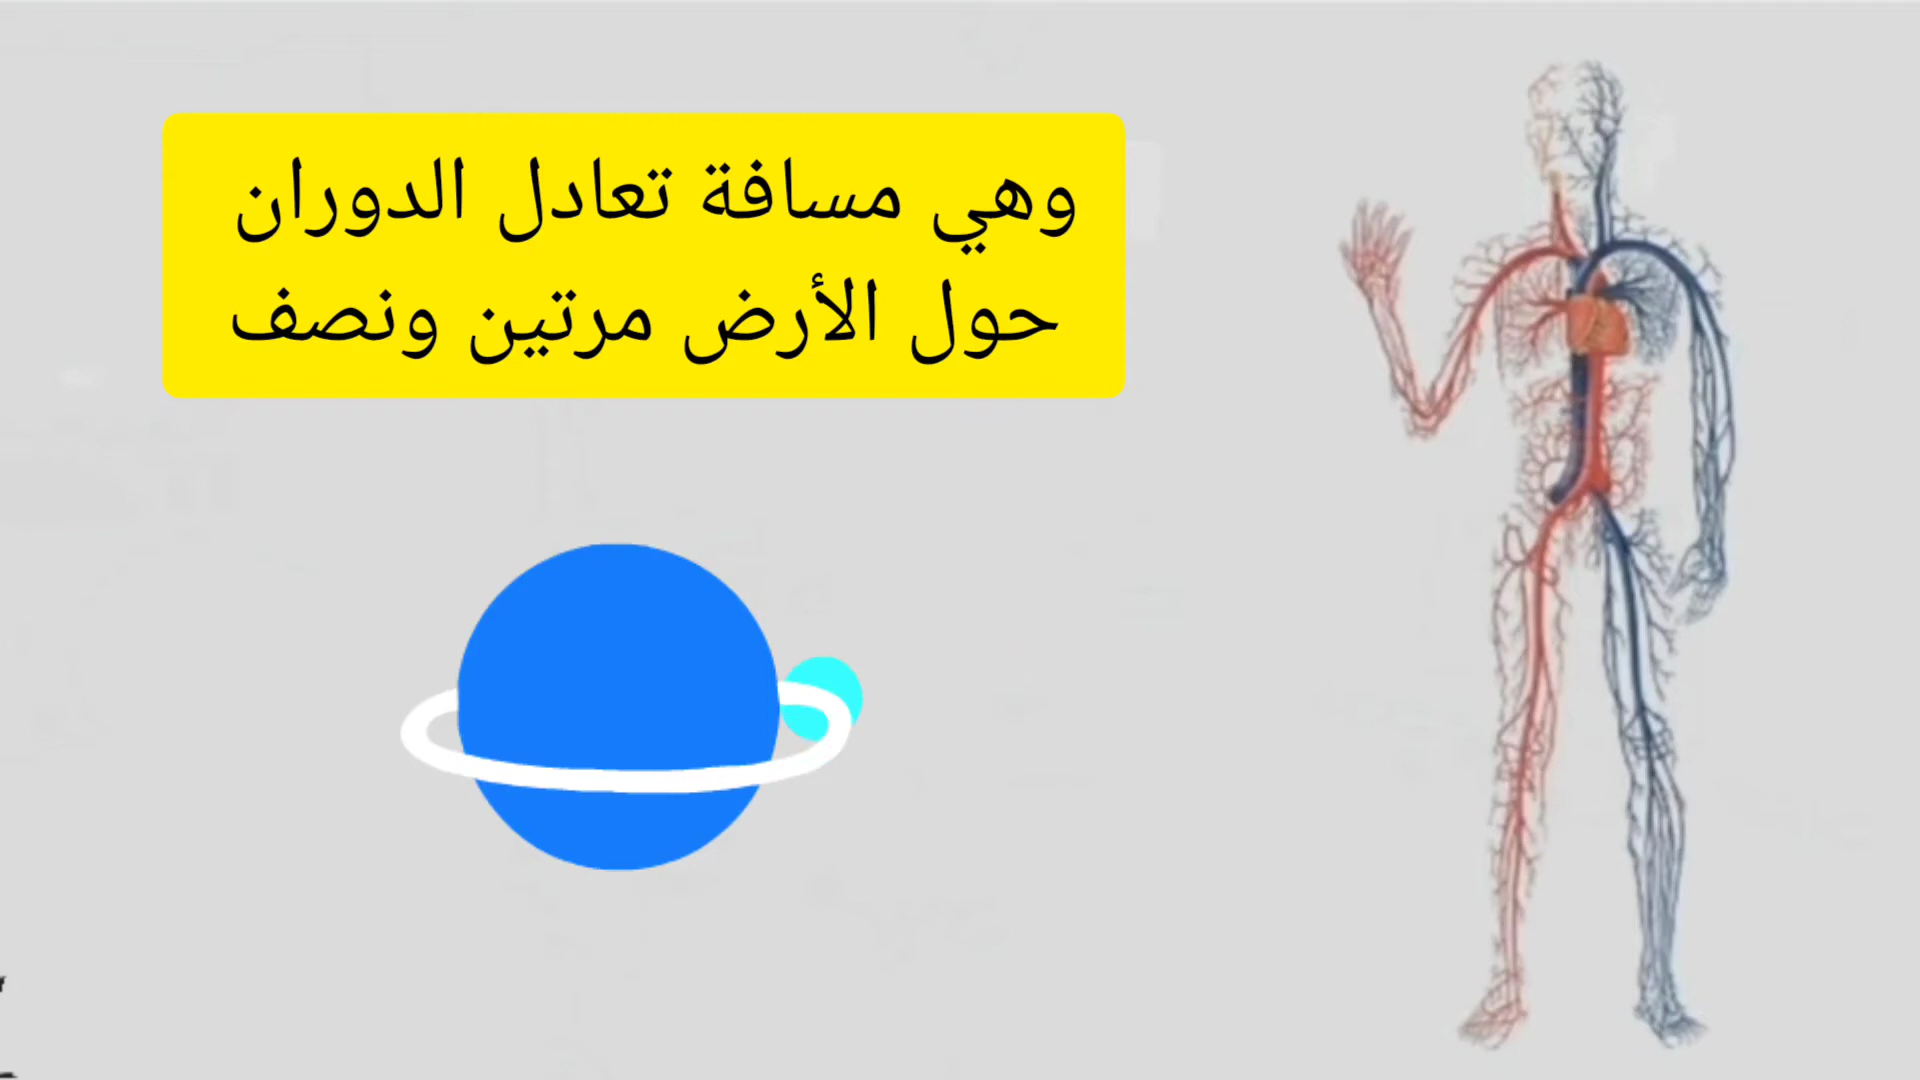 وهي مسافة تعادل الدوران
حول الأرض مرتين ونصف